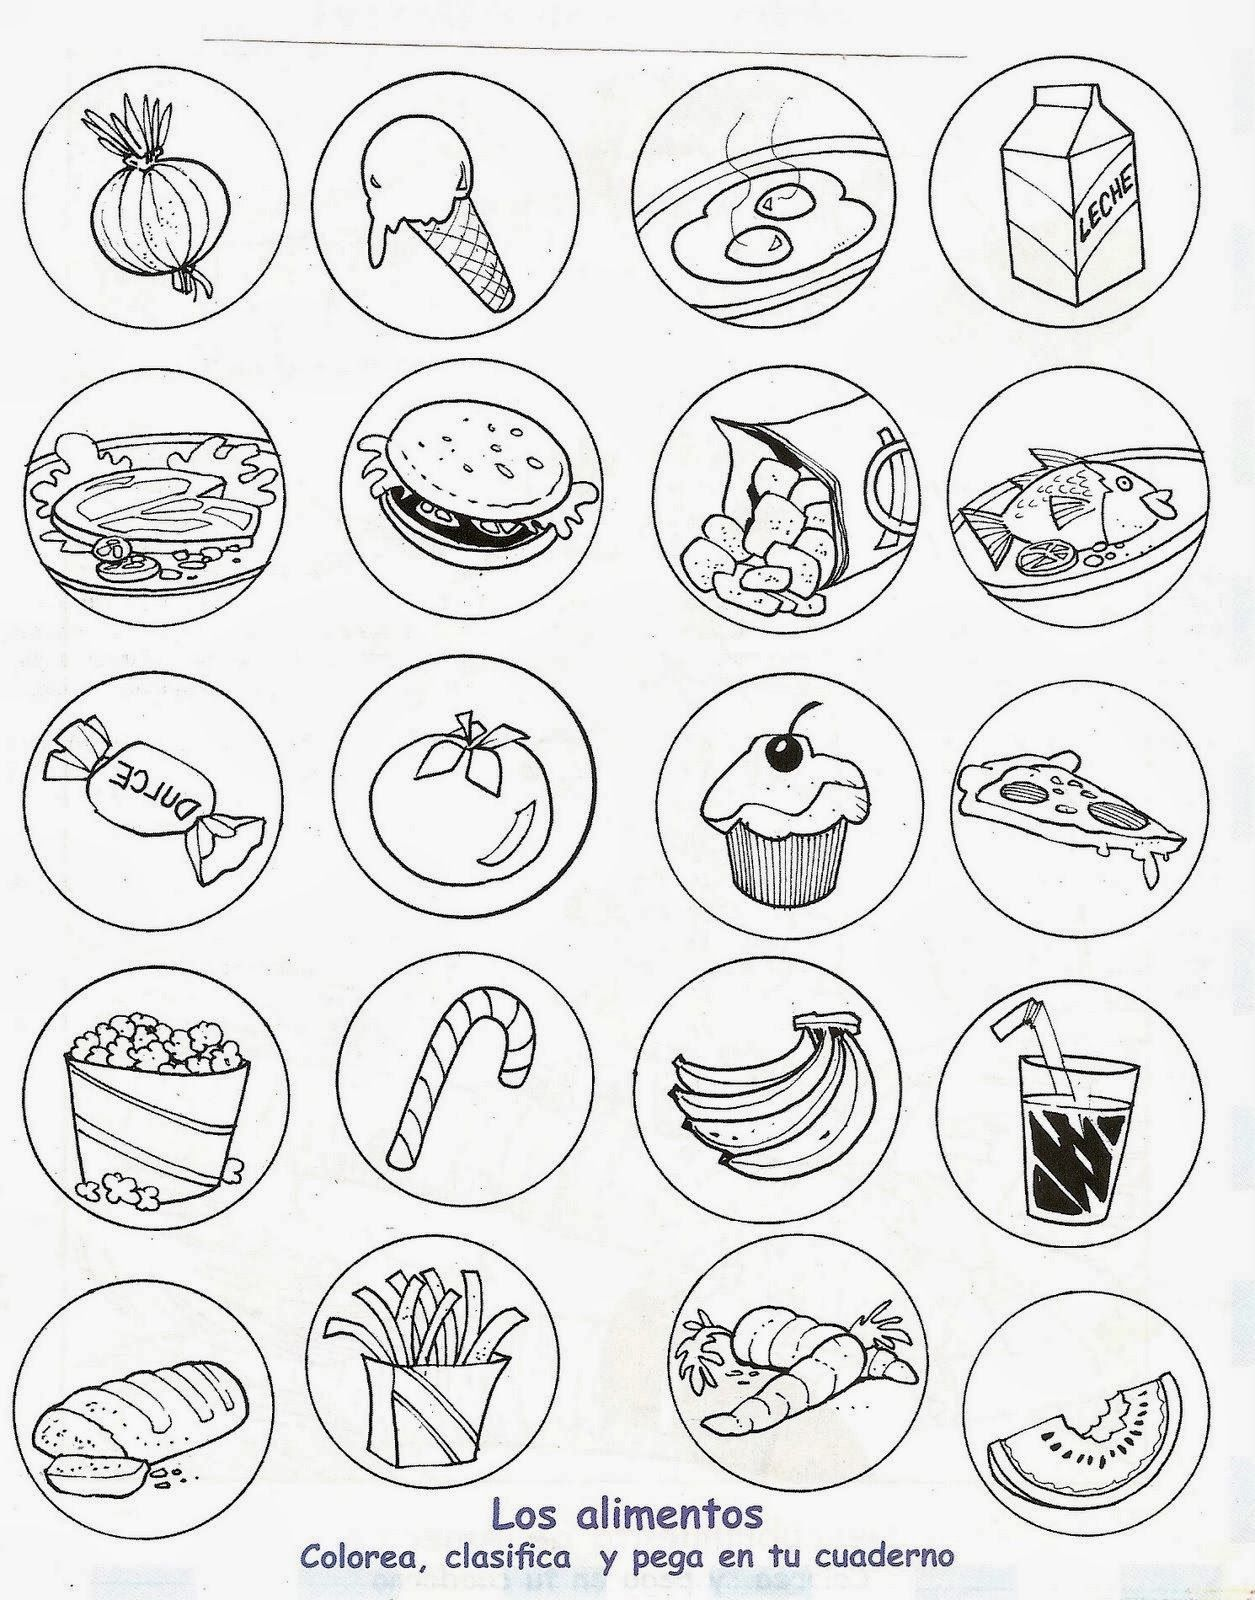 LECHE
DULCE
Los alimentos
Colorea, clasifica y pega en tu cuaderno